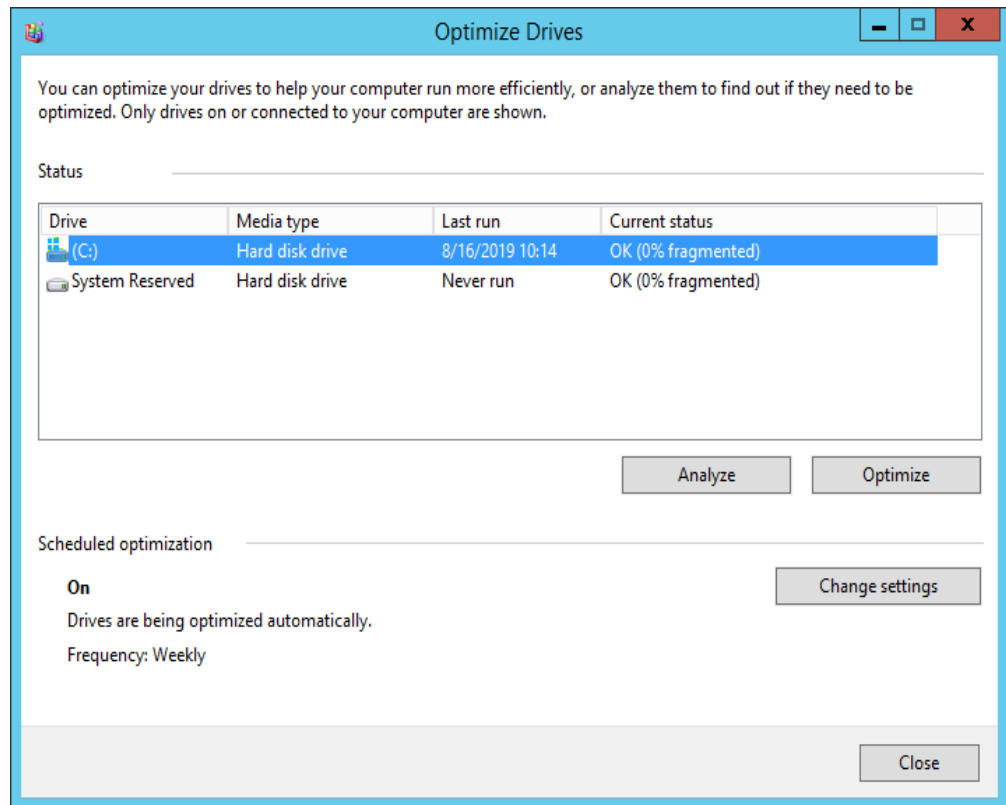 Optimize Drives
You can optimize your drives to help your computer run more efficiently, or analyze them to find out if they need to be
optimized. Only drives on or connected to your computer are shown.
Status
Drive Media type Last run Current status
(C:) Hard disk drive 8/16/2019 10:14 OK (0% fragmented)
System Reserved Hard disk drive Never run OK (0% fragmented)
Analyze Optimize
Scheduled optimization
On Change settings
Drives are being optimized automatically.
Frequency: Weekly
Close